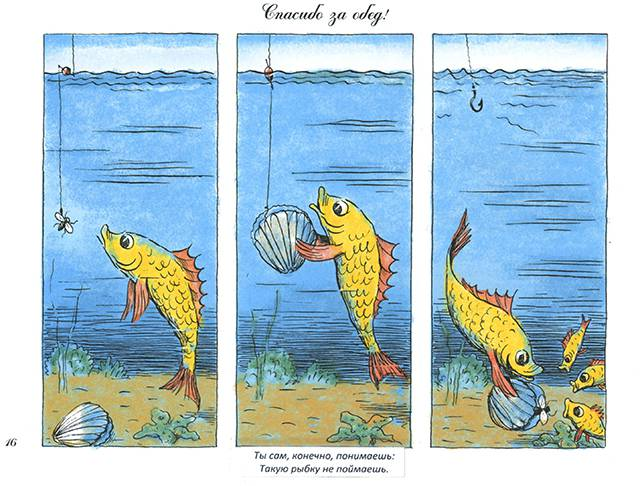 Спасибо за обед!
16
Ты сам, конечно, понимаешь:
Такую рыбку не поймаешь.